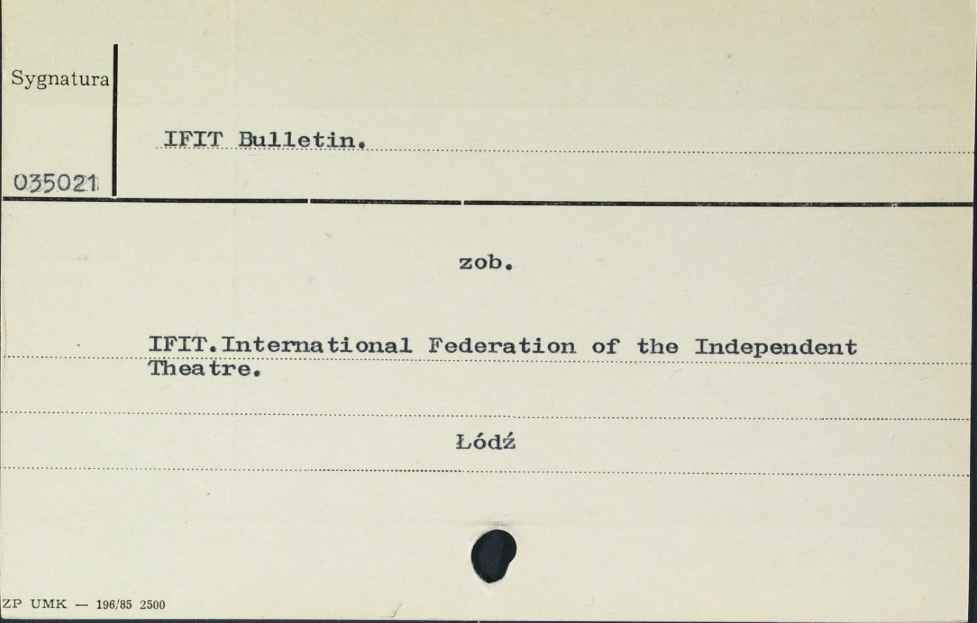 Sygnatura
IFIT Bulletin.
035021
zob.
IFIT.International Federation of the Independent
Theatre.
Łódź
ZP UMK — 196/85 2500